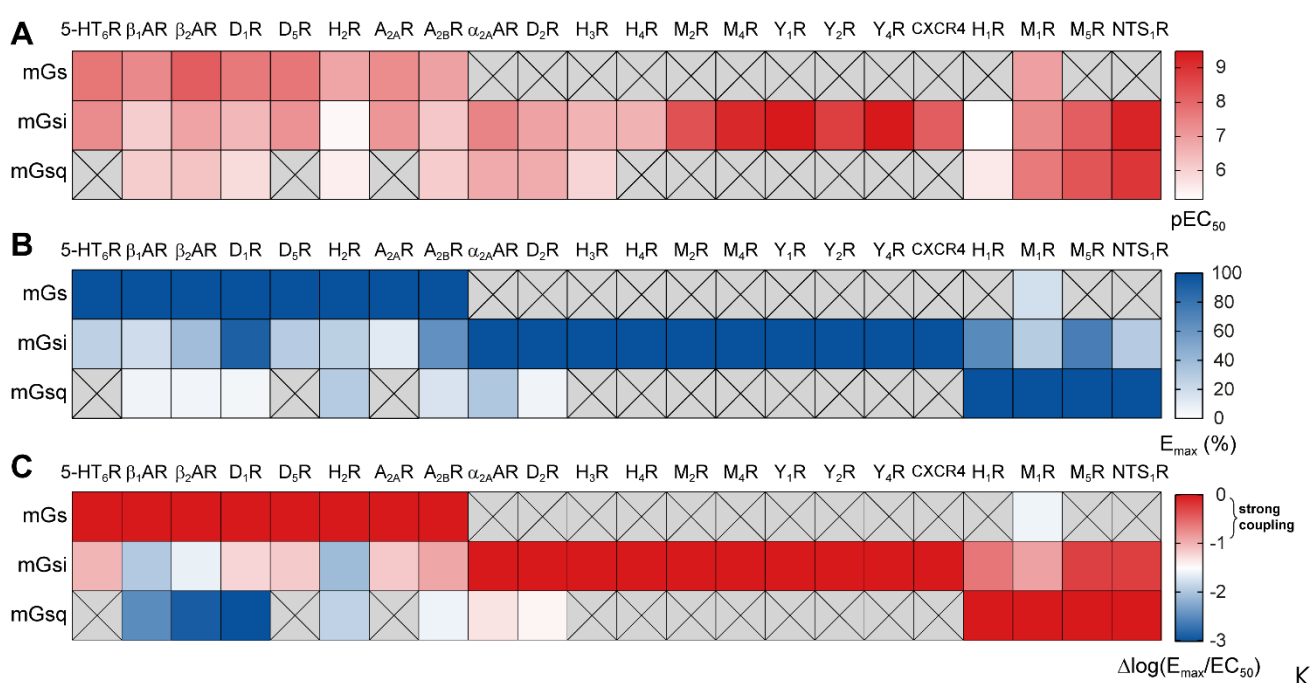 A
5-HT₆R β₁AR β₂AR D₁R D₅R H₂R A₂ₐR A₂ʙR α₂ₐAR D₂R H₃R H₄R M₂R M₄R Y₁R Y₂R Y₄R CXCR4 H₁R M₁R M₅R NTS₁R
mGs
mGsi
mGsq
9
8
7
6
pEC₅₀
B
5-HT₆R β₁AR β₂AR D₁R D₅R H₂R A₂ₐR A₂ʙR α₂ₐAR D₂R H₃R H₄R M₂R M₄R Y₁R Y₂R Y₄R CXCR4 H₁R M₁R M₅R NTS₁R
mGs
mGsi
mGsq
100
80
60
40
20
0
Eₘₐₓ (%)
C
5-HT₆R β₁AR β₂AR D₁R D₅R H₂R A₂ₐR A₂ʙR α₂ₐAR D₂R H₃R H₄R M₂R M₄R Y₁R Y₂R Y₄R CXCR4 H₁R M₁R M₅R NTS₁R
mGs
mGsi
mGsq
0
-1
-2
-3
strong
coupling
Δlog(Eₘₐₓ/EC₅₀)
K